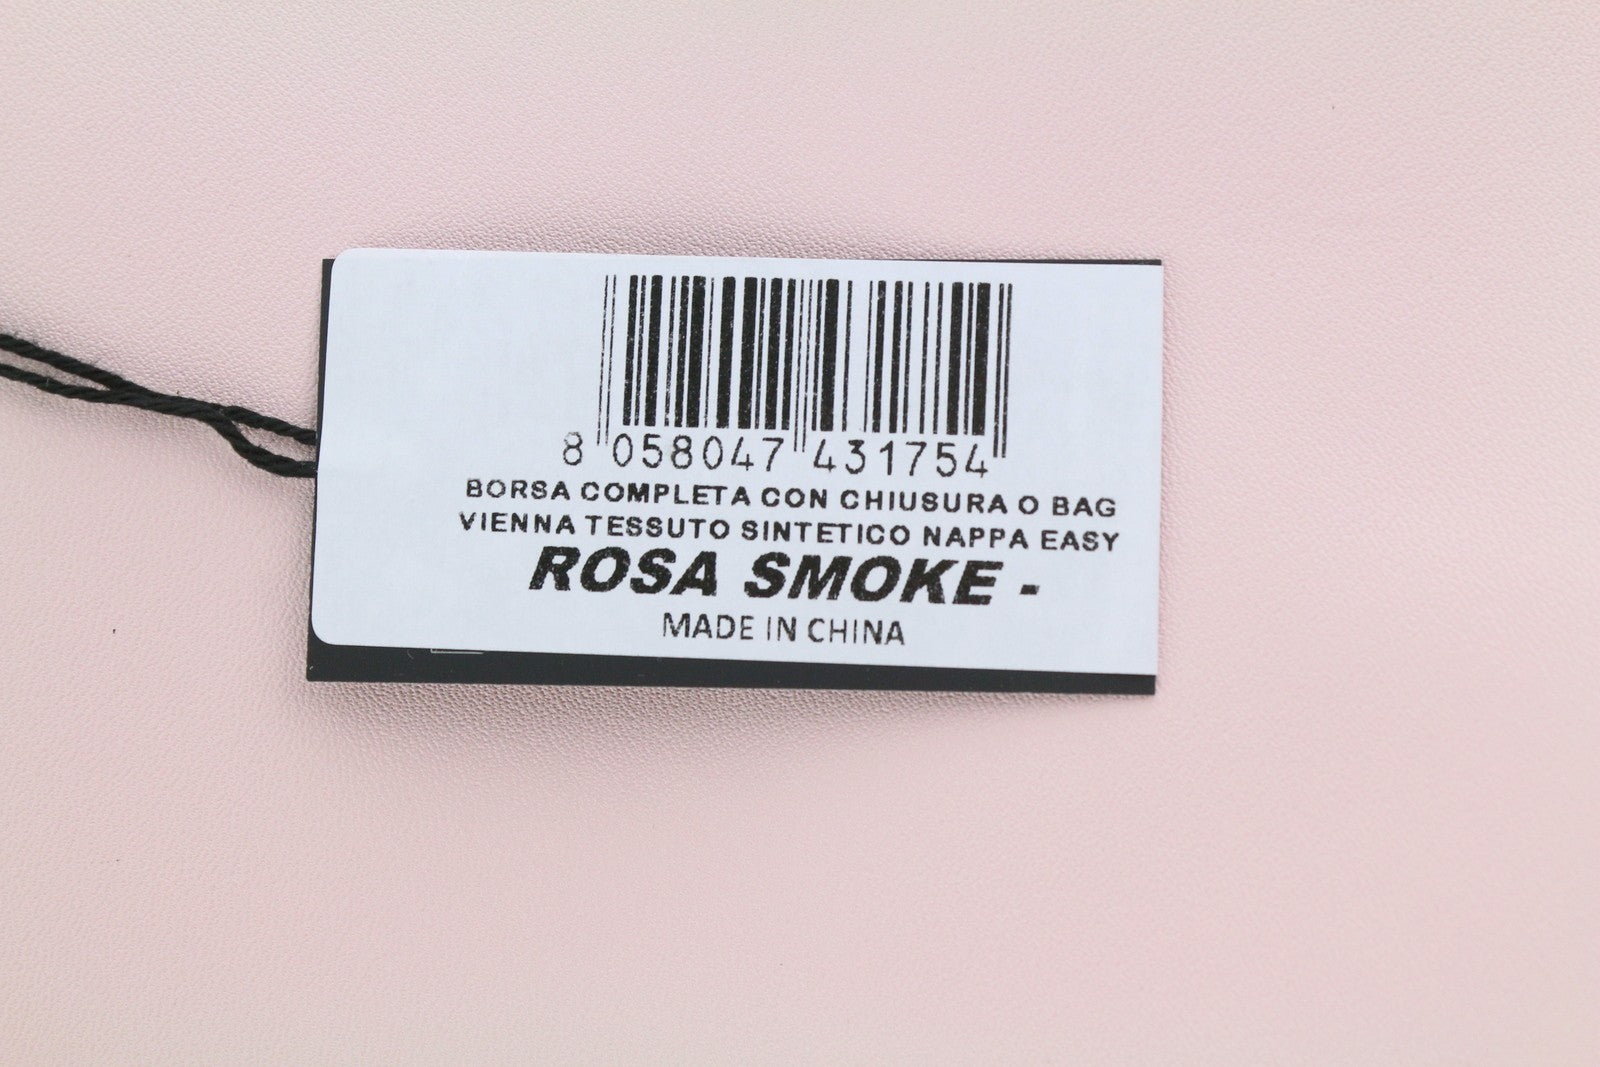 8 058047 431754
BORSA COMPLETA CON CHIUSURA O BAG
VIENNA TESSUTO SINTETICO NAPPA EASY
ROSA SMOKE -
MADE IN CHINA